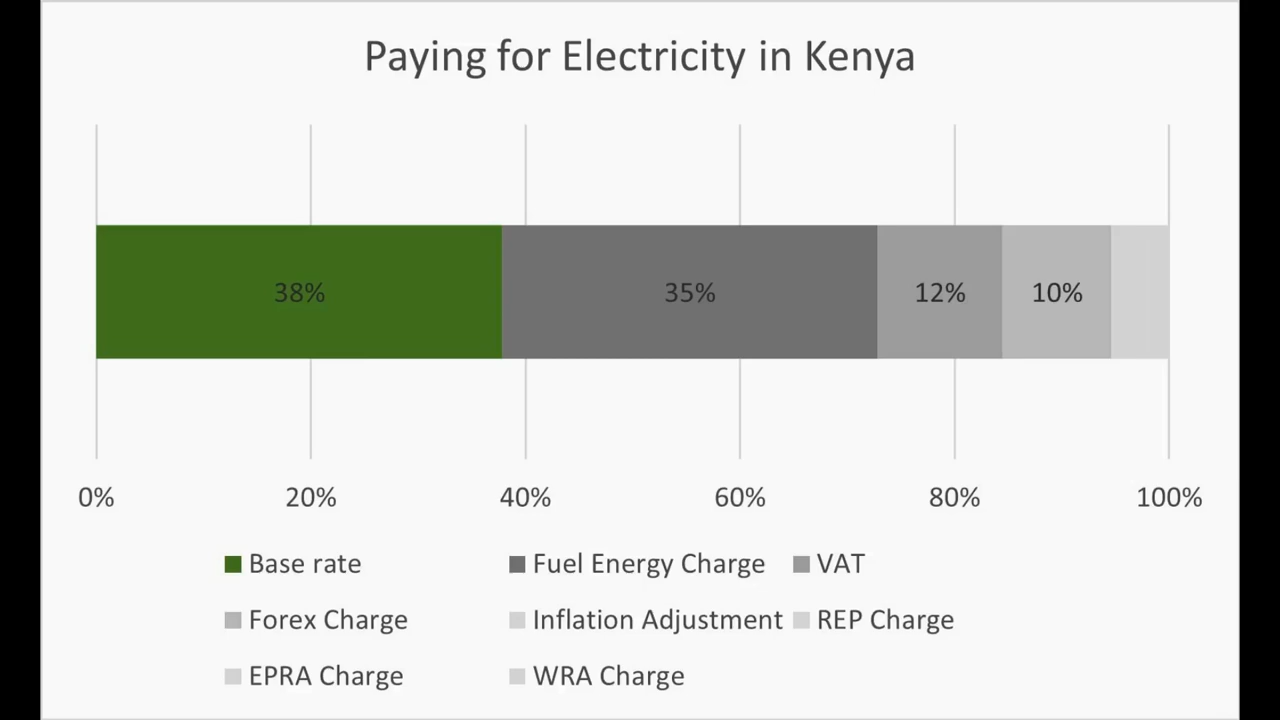 Paying for Electricity in Kenya
38% 35% 12% 10%
0% 20% 40% 60% 80% 100%
Base rate Fuel Energy Charge VAT
Forex Charge Inflation Adjustment REP Charge
EPRA Charge WRA Charge